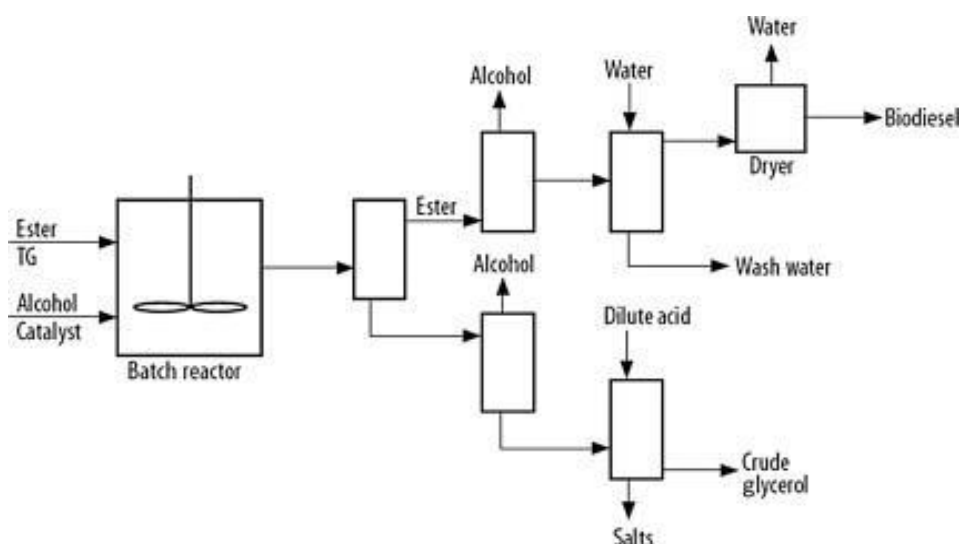 Water
Alcohol
Water
Biodiesel
Dryer
Ester
TG
Ester
Wash water
Alcohol
Alcohol
Catalyst
Dilute acid
Batch reactor
Crude
glycerol
Salts